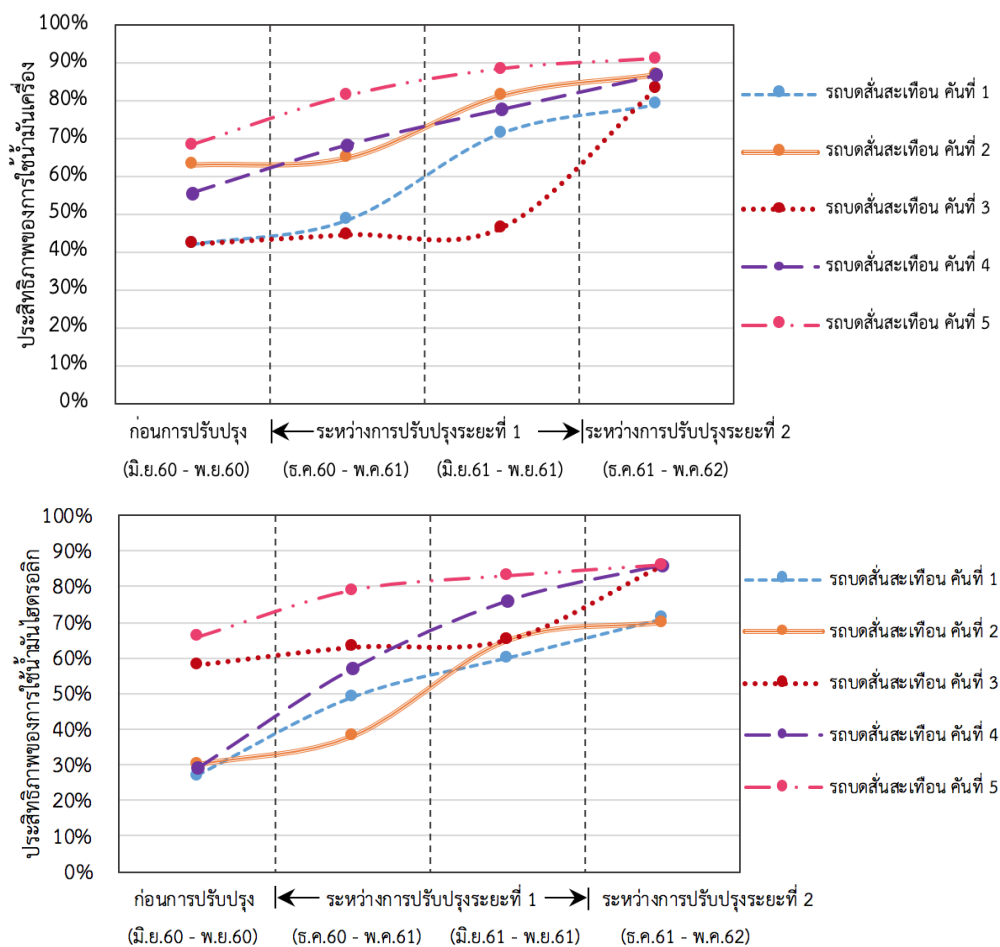 100%
90%
80%
70%
60%
50%
40%
30%
20%
10%
0%
ประสิทธิภาพของการใช้น้ำมันเครื่อง
รถบดสั่นสะเทือน คันที่ 1
รถบดสั่นสะเทือน คันที่ 2
รถบดสั่นสะเทือน คันที่ 3
รถบดสั่นสะเทือน คันที่ 4
รถบดสั่นสะเทือน คันที่ 5
ก่อนการปรับปรุง ระหว่างการปรับปรุงระยะที่ 1 ระหว่างการปรับปรุงระยะที่ 2
(มิ.ย.60 - พ.ย.60) (ธ.ค.60 - พ.ค.61) (มิ.ย.61 - พ.ย.61) (ธ.ค.61 - พ.ค.62)
100%
90%
80%
70%
60%
50%
40%
30%
20%
10%
0%
ประสิทธิภาพของการใช้น้ำมันไฮดรอลิก
รถบดสั่นสะเทือน คันที่ 1
รถบดสั่นสะเทือน คันที่ 2
รถบดสั่นสะเทือน คันที่ 3
รถบดสั่นสะเทือน คันที่ 4
รถบดสั่นสะเทือน คันที่ 5
ก่อนการปรับปรุง ระหว่างการปรับปรุงระยะที่ 1 ระหว่างการปรับปรุงระยะที่ 2
(มิ.ย.60 - พ.ย.60) (ธ.ค.60 - พ.ค.61) (มิ.ย.61 - พ.ย.61) (ธ.ค.61 - พ.ค.62)